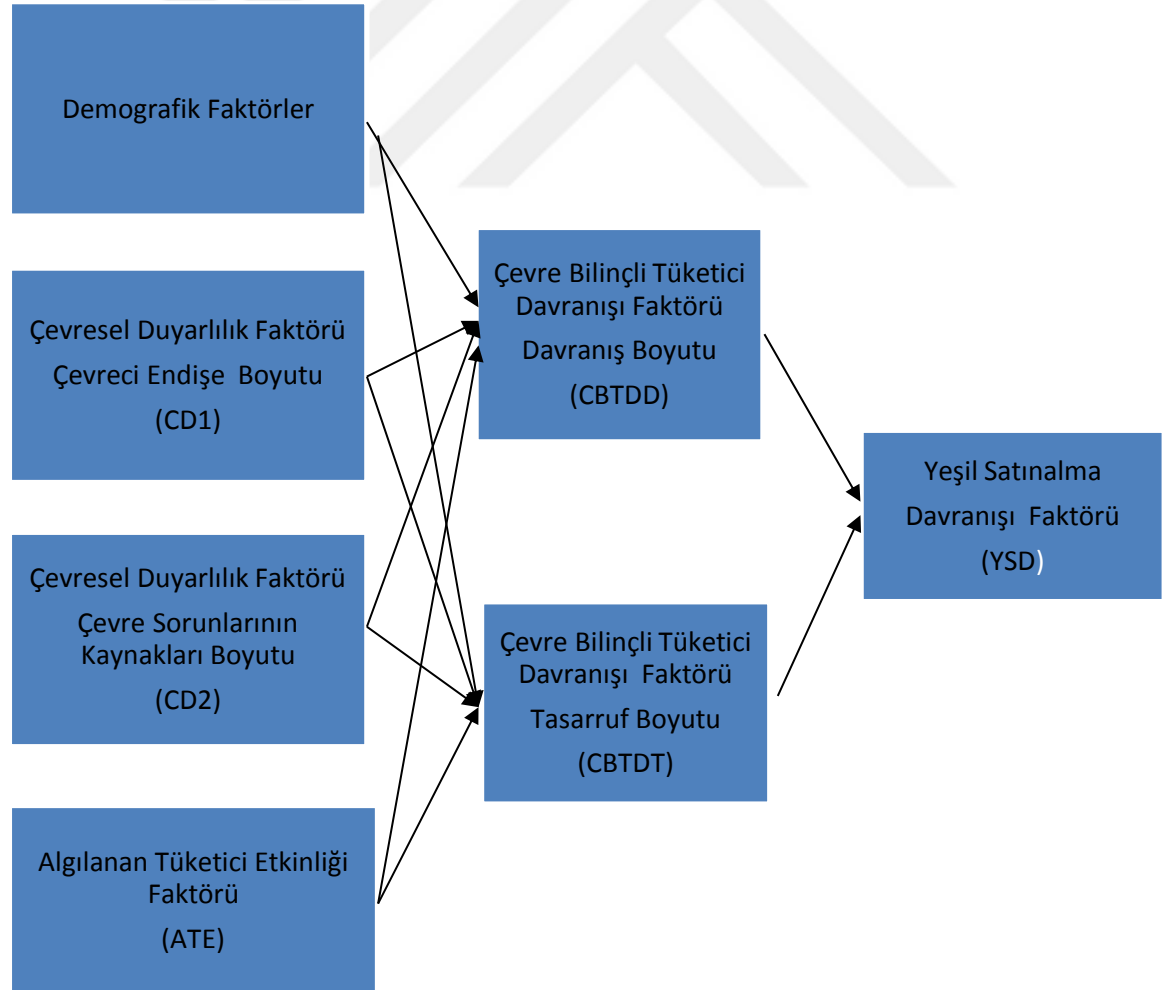 Demografik Faktörler
Çevresel Duyarlılık Faktörü
Çevreci Endişe Boyutu
(CD1)
Çevresel Duyarlılık Faktörü
Çevre Sorunlarının
Kaynakları Boyutu
(CD2)
Algılanan Tüketici Etkinliği
Faktörü
(ATE)
Çevre Bilinçli Tüketici
Davranışı Faktörü
Davranış Boyutu
(CBTDD)
Çevre Bilinçli Tüketici
Davranışı Faktörü
Tasarruf Boyutu
(CBTDT)
Yeşil Satınalma
Davranışı Faktörü
(YSD)